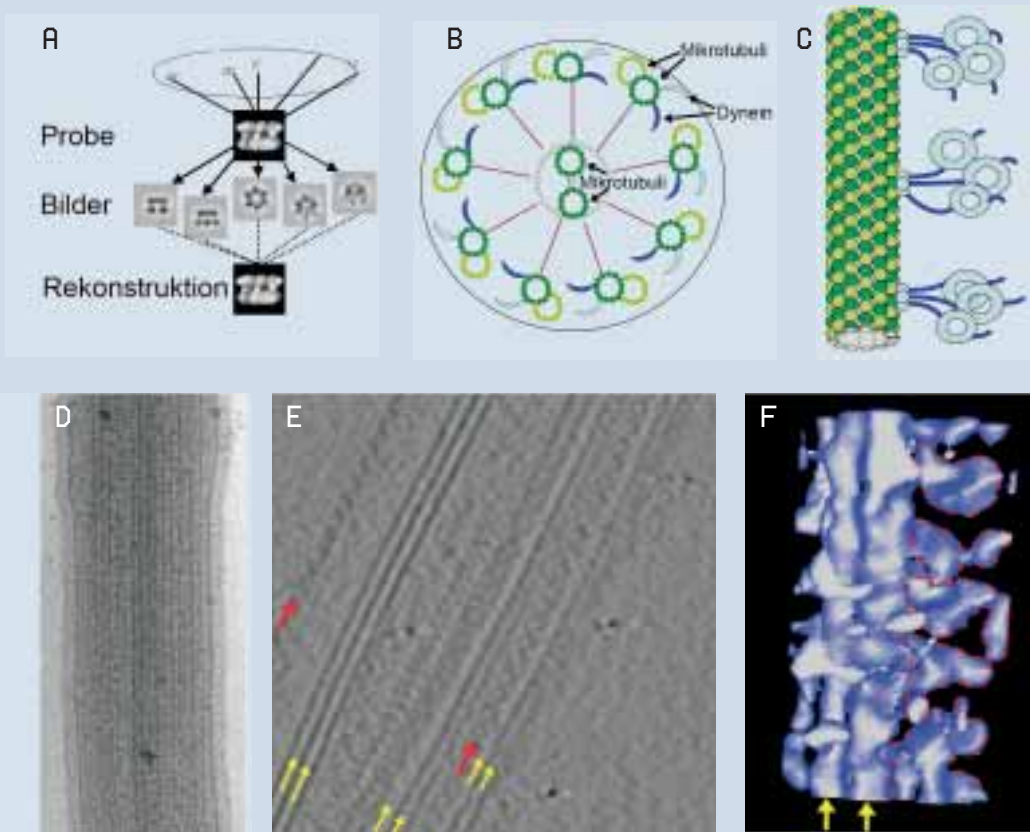 A
Probe
Bilder
Rekonstruktion
B
Mikrotubuli
Dynein
Mikrotubuli
C
D
E
F